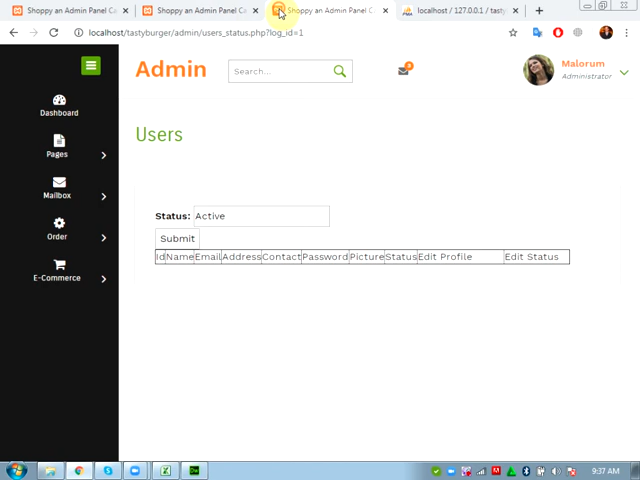 Shoppy an Admin Panel Ca
Shoppy an Admin Panel Ca
Shoppy an Admin Panel C
localhost / 127.0.0.1 / tasty
localhost/tastyburger/admin/users_status.php?log_id=1
Admin
Search...
Malorum
Administrator
Dashboard
Pages
Mailbox
Order
E-Commerce
Users
Status: Active
Submit
Id Name Email Address Contact Password Picture Status Edit Profile Edit Status
9:37 AM